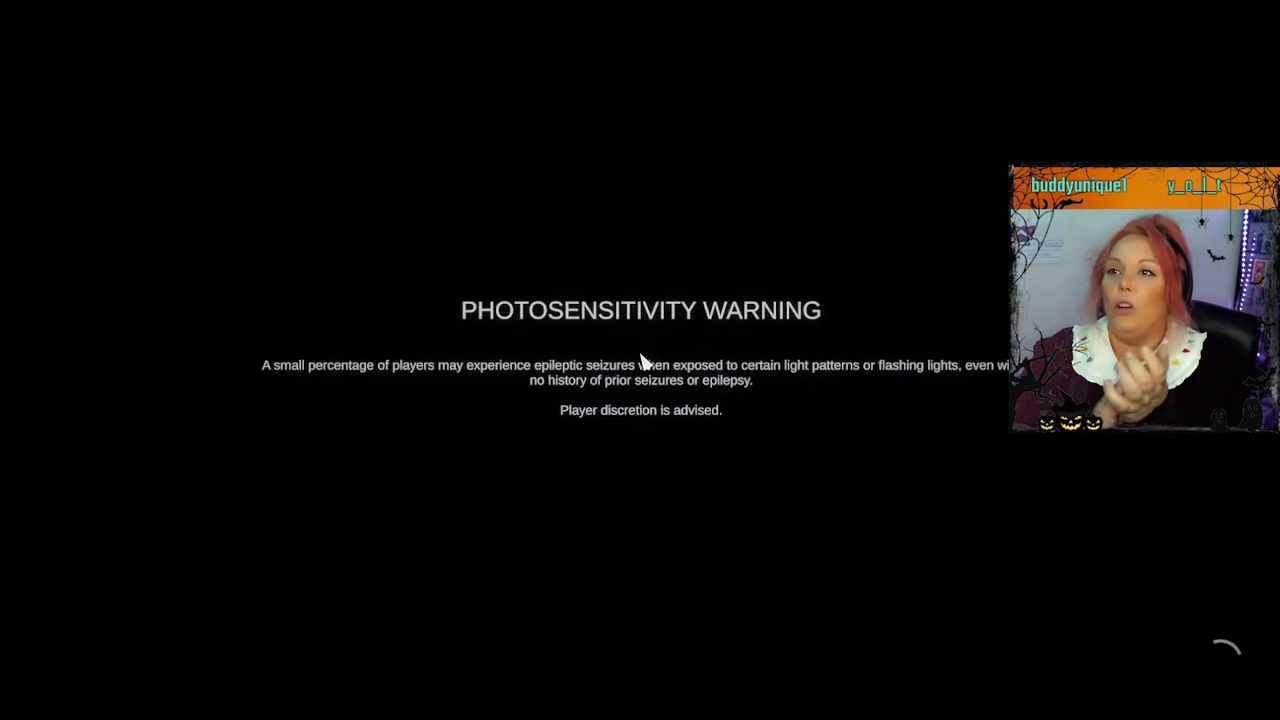 buddyunique1 y_o_l_t
PHOTOSENSITIVITY WARNING
A small percentage of players may experience epileptic seizures when exposed to certain light patterns or flashing lights, even
no history of prior seizures or epilepsy.
Player discretion is advised.